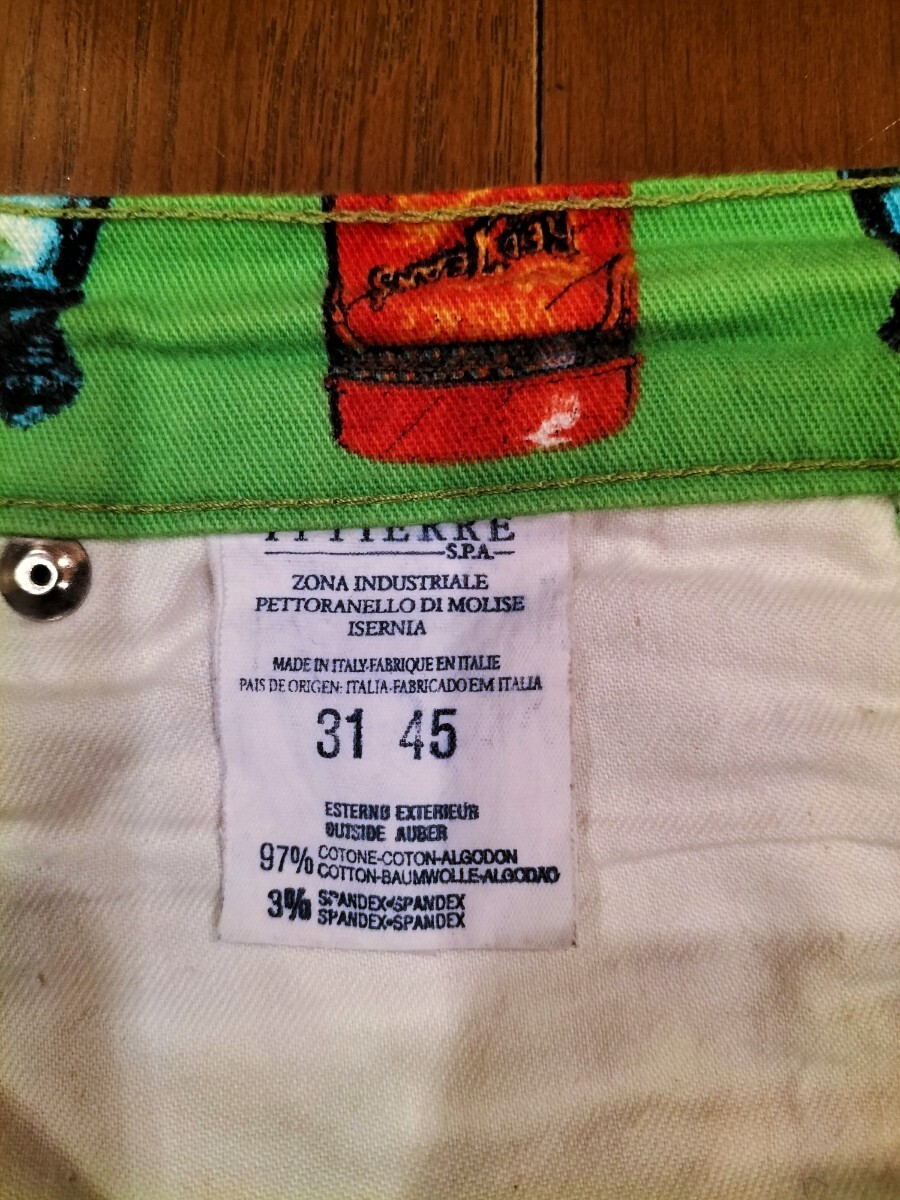 ITTIERRE
S.P.A.
ZONA INDUSTRIALE
PETTORANELLO DI MOLISE
ISERNIA
MADE IN ITALY-FABRIQUE EN ITALIE
PAIS DE ORIGEN: ITALIA-FABRICADO EM ITALIA
31 45
ESTERNO EXTERIEUR
OUTSIDE AUBER
97% COTONE-COTON-ALGODON
COTTON-BAUMWOLLE-ALGODAO
3% SPANDEX-SPANDEX
SPANDEX-SPANDEX